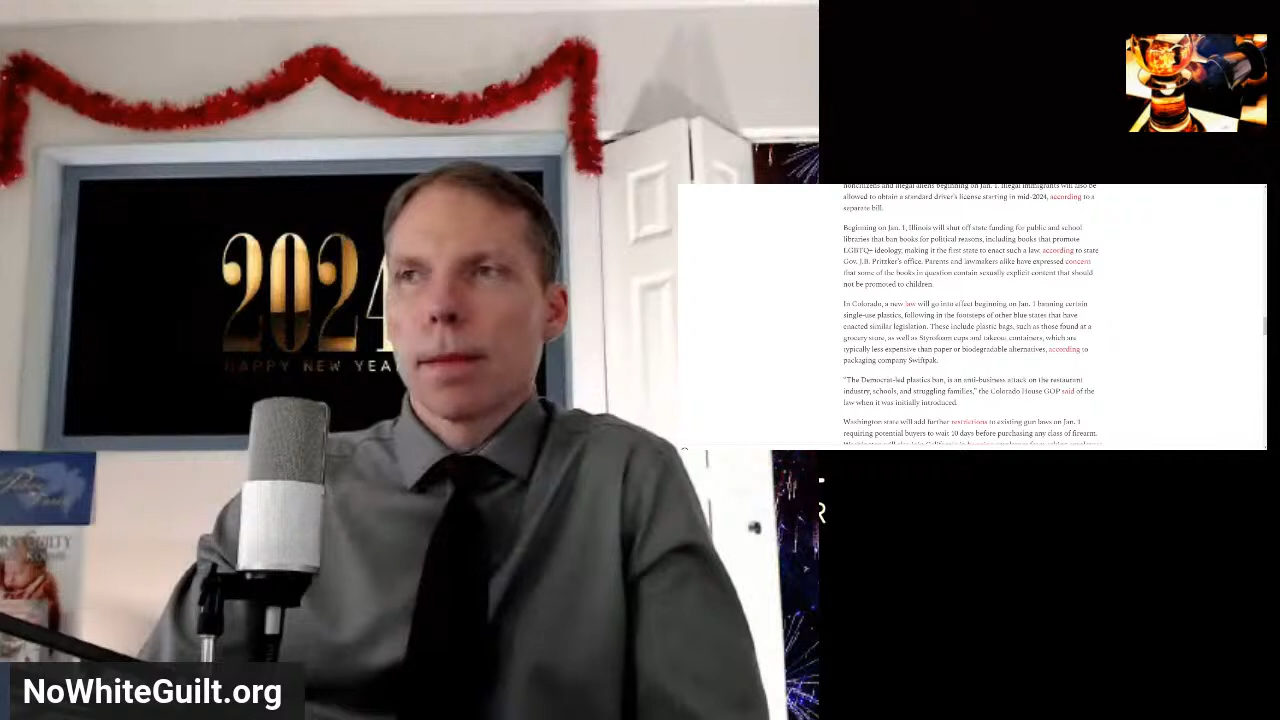 2024
HAPPY NEW YEA
NoWhiteGuilt.org
noncitizens and illegal aliens beginning on Jan. 1. Illegal immigrants will also be
allowed to obtain a standard driver's license starting in mid-2024, according to a
separate bill.
Beginning on Jan. 1, Illinois will shut off state funding for public and school
libraries that ban books for political reasons, including books that promote
LGBTQ+ ideology, making it the first state to enact such a law, according to state
Gov. J.B. Pritzker's office. Parents and lawmakers alike have expressed concern
that some of the books in question contain sexually explicit content that should
not be promoted to children.
In Colorado, a new law will go into effect beginning on Jan. 1 banning certain
single-use plastics, following in the footsteps of other blue states that have
enacted similar legislation. These include plastic bags, such as those found at a
grocery store, as well as Styrofoam cups and takeout containers, which are
typically less expensive than paper or biodegradable alternatives, according to
packaging company Swiftpak.
"The Democrat-led plastics ban, is an anti-business attack on the restaurant
industry, schools, and struggling families," the Colorado House GOP said of the
law when it was initially introduced.
Washington state will add further restrictions to existing gun laws on Jan. 1
requiring potential buyers to wait 10 days before purchasing any class of firearm.